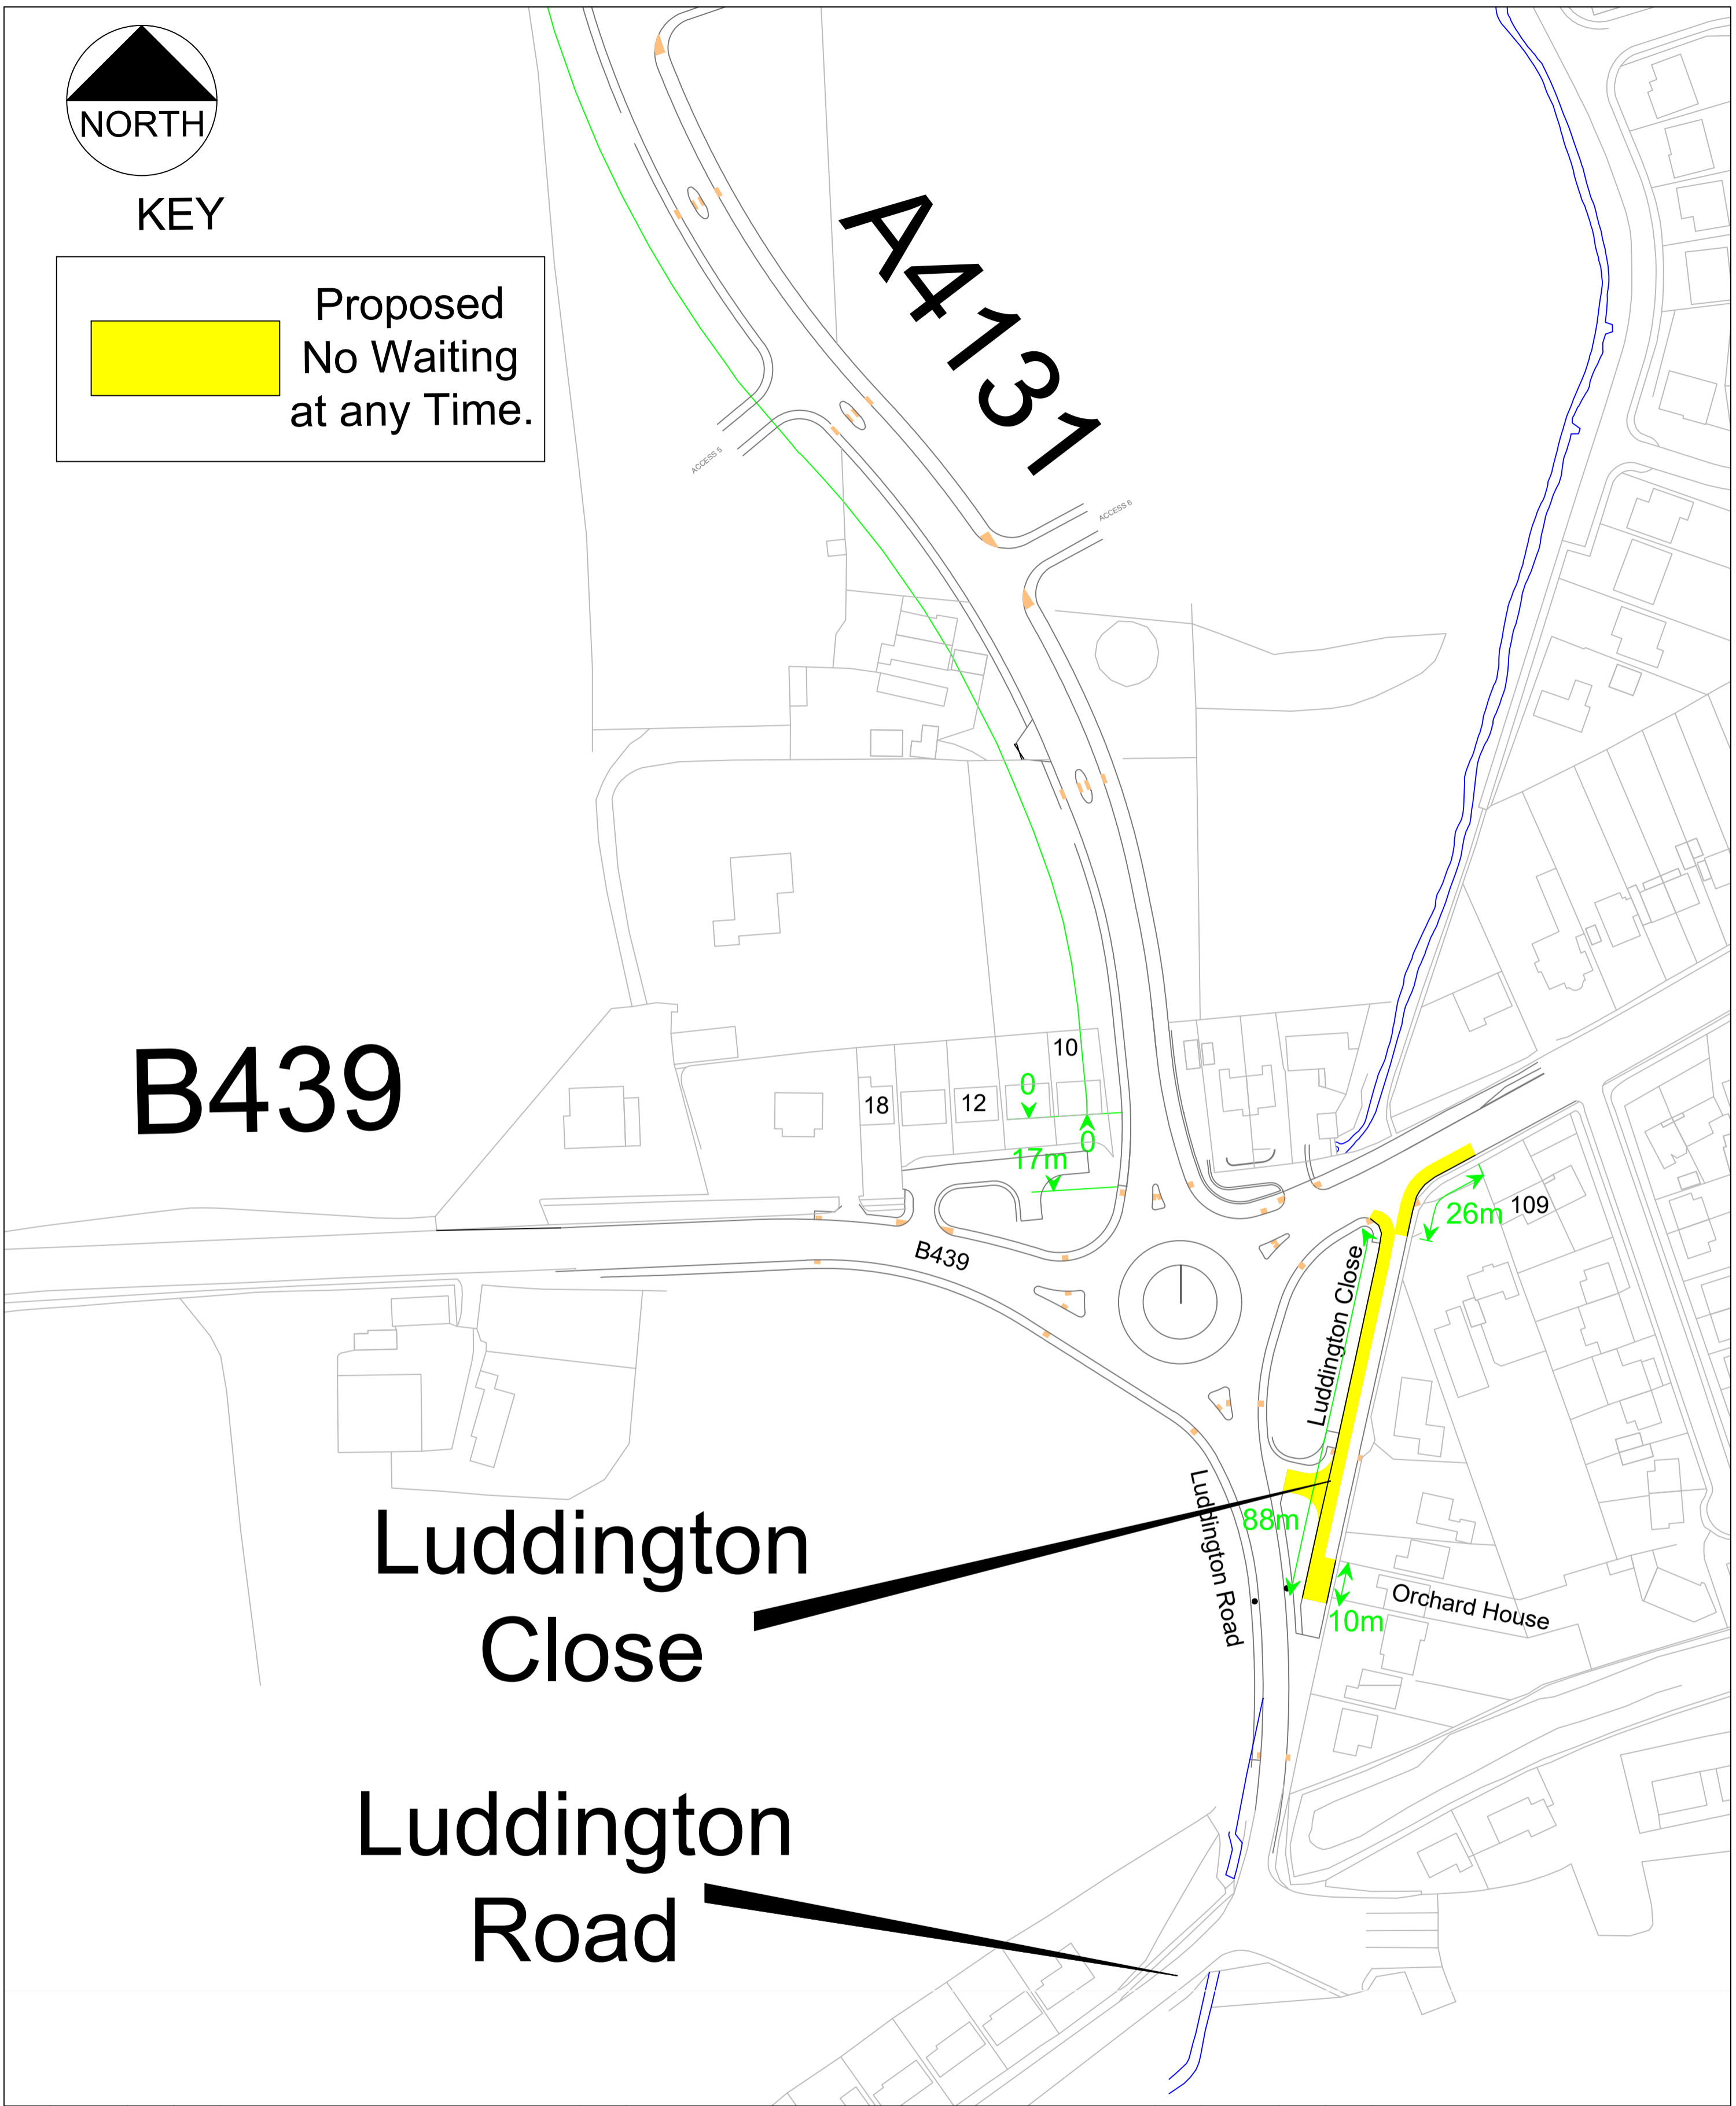 NORTH
KEY
Proposed
No Waiting
at any Time.
A4131
ACCESS 5
ACCESS 6
B439
10
0
18
12
0
17m
26m
109
B439
Luddington Close
88m
Luddington Road
Orchard House
10m
Luddington
Close
Luddington
Road